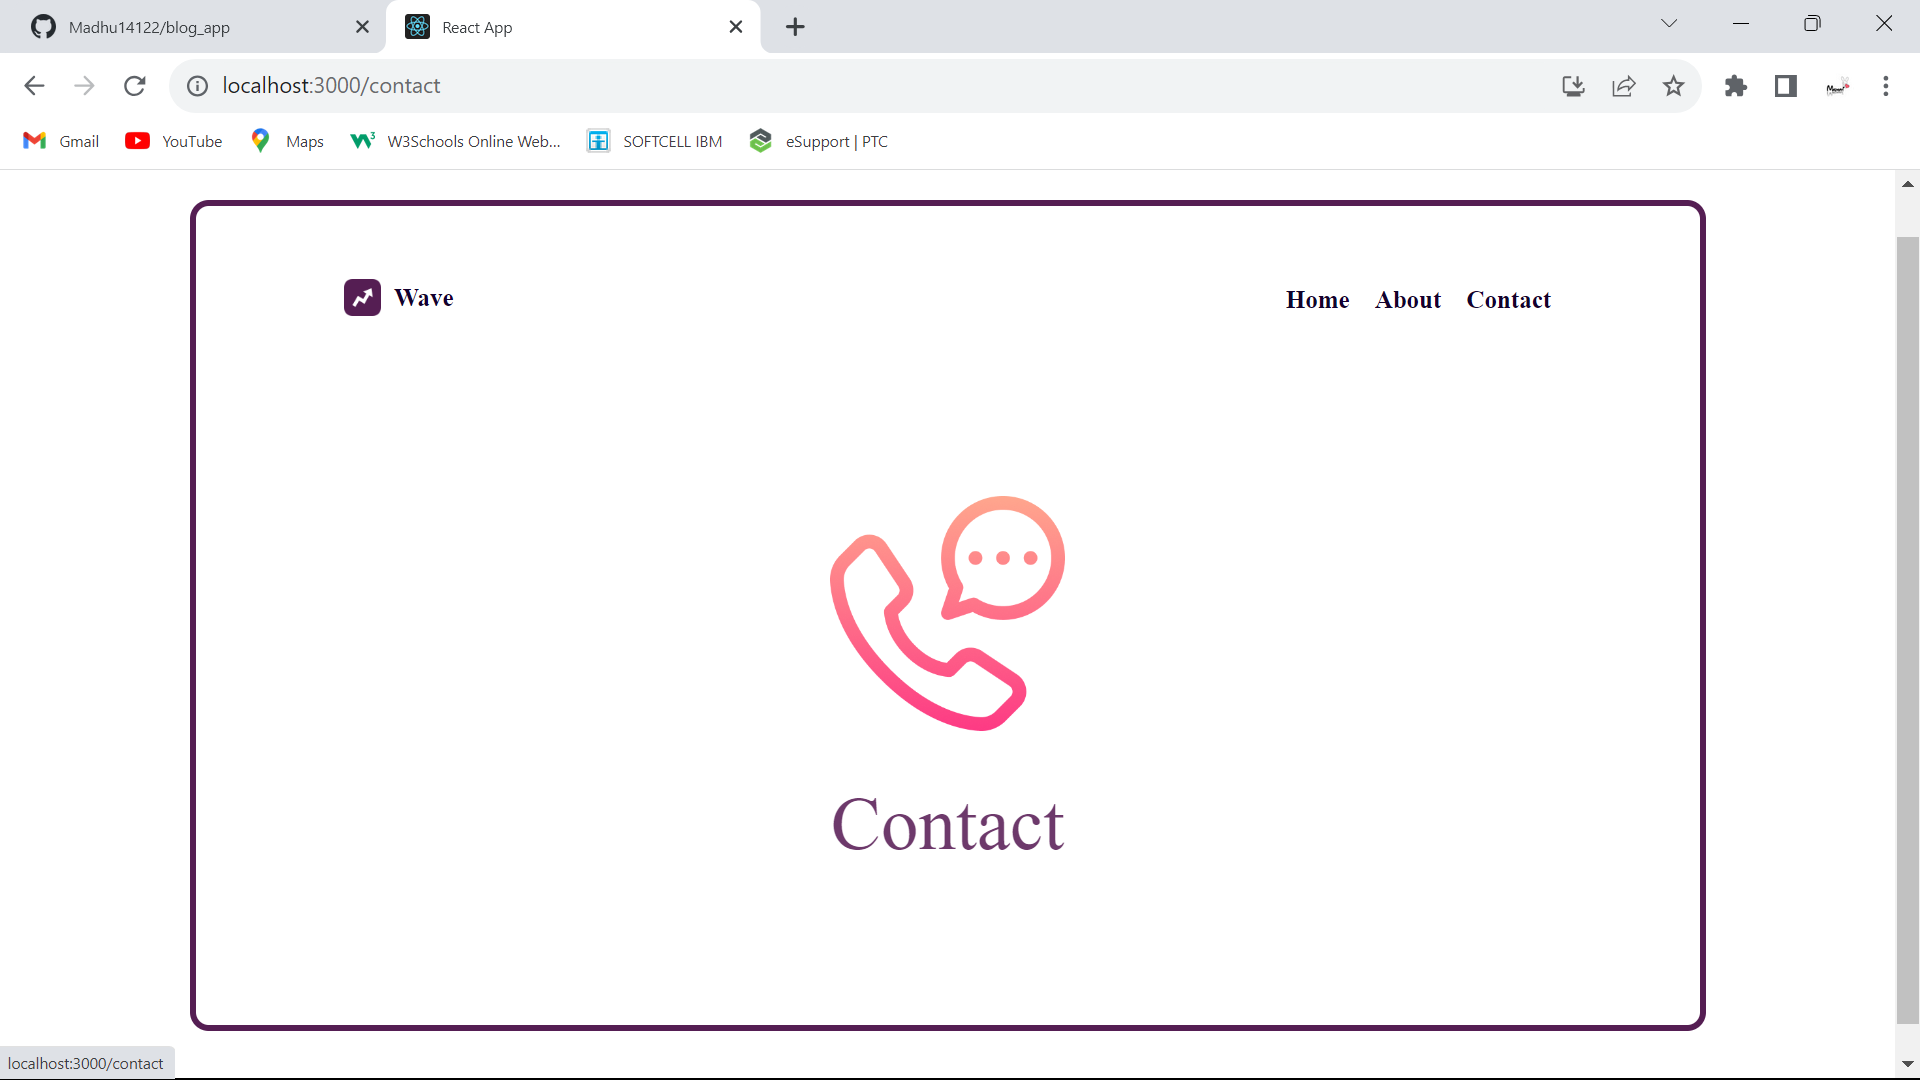 Madhu14122/blog_app
React App
localhost:3000/contact
Gmail
YouTube
Maps
W3Schools Online Web...
SOFTCELL IBM
eSupport | PTC
Wave
Home
About
Contact
Contact
localhost:3000/contact